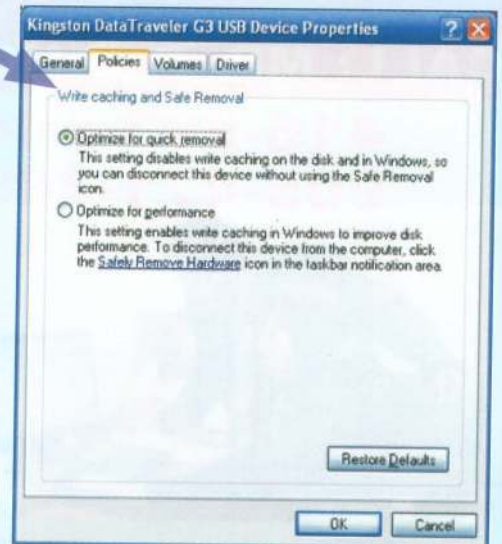 Kingston DataTraveler G3 USB Device Properties
General Policies Volumes Driver
Write caching and Safe Removal
Optimize for quick removal
This setting disables write caching on the disk and in Windows, so
you can disconnect this device without using the Safe Removal
icon.
Optimize for performance
This setting enables write caching in Windows to improve disk
performance. To disconnect this device from the computer, click
the Safely Remove Hardware icon in the taskbar notification area.
Restore Defaults
OK Cancel